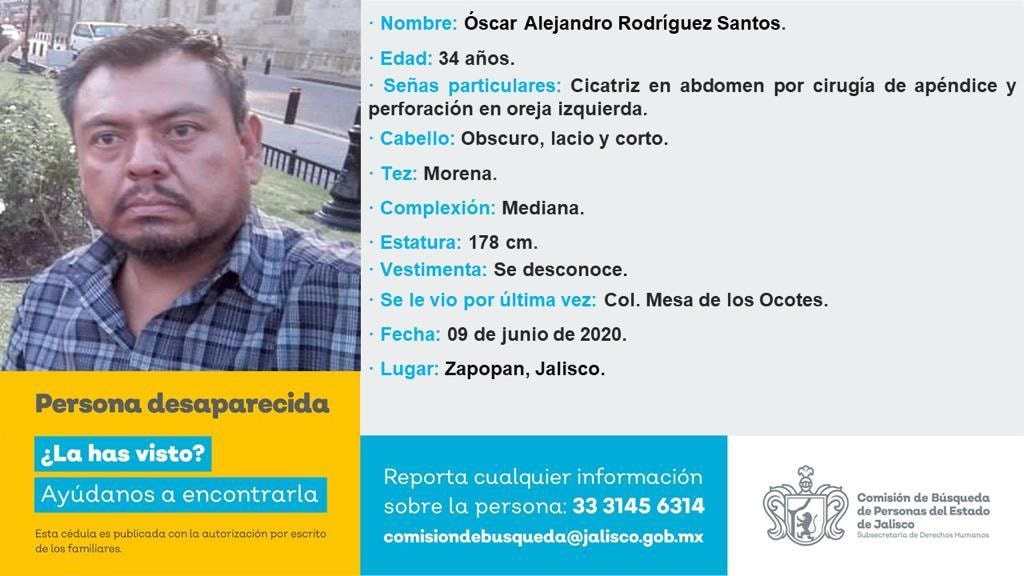 · Nombre: Óscar Alejandro Rodríguez Santos.
· Edad: 34 años.
· Señas particulares: Cicatriz en abdomen por cirugía de apéndice y
perforación en oreja izquierda.
· Cabello: Obscuro, lacio y corto.
· Tez: Morena.
· Complexión: Mediana.
· Estatura: 178 cm.
· Vestimenta: Se desconoce.
· Se le vio por última vez: Col. Mesa de los Ocotes.
· Fecha: 09 de junio de 2020.
· Lugar: Zapopan, Jalisco.
Persona desaparecida
¿La has visto?
Ayúdanos a encontrarla
Esta cédula es publicada con la autorización por escrito
de los familiares.
Reporta cualquier información
sobre la persona: 33 3145 6314
comisiondebusqueda@jalisco.gob.mx
Comisión de Búsqueda
de Personas del Estado
de Jalisco
Subsecretaría de Derechos Humanos